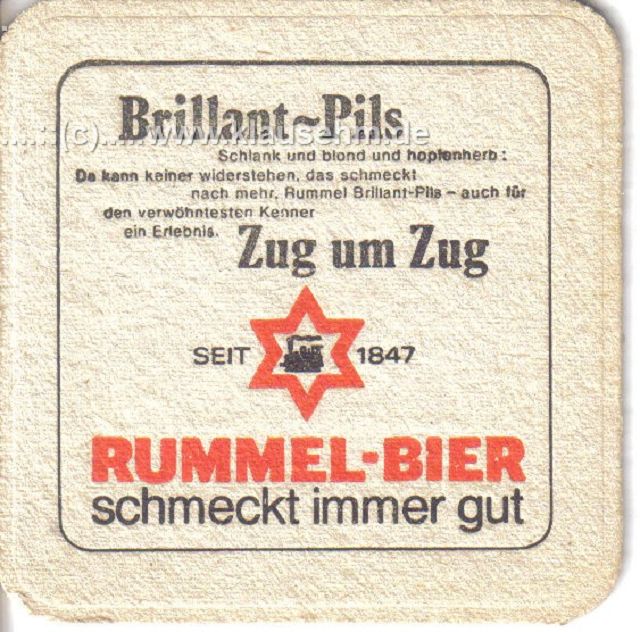 Brillant~Pils
(c) www.klausehm.de
Schlank und blond und hopfenherb:
Da kann keiner widerstehen, das schmeckt
nach mehr. Rummel Brillant-Pils – auch für
den verwöhntesten Kenner
ein Erlebnis.
Zug um Zug
SEIT 1847
RUMMEL-BIER
schmeckt immer gut